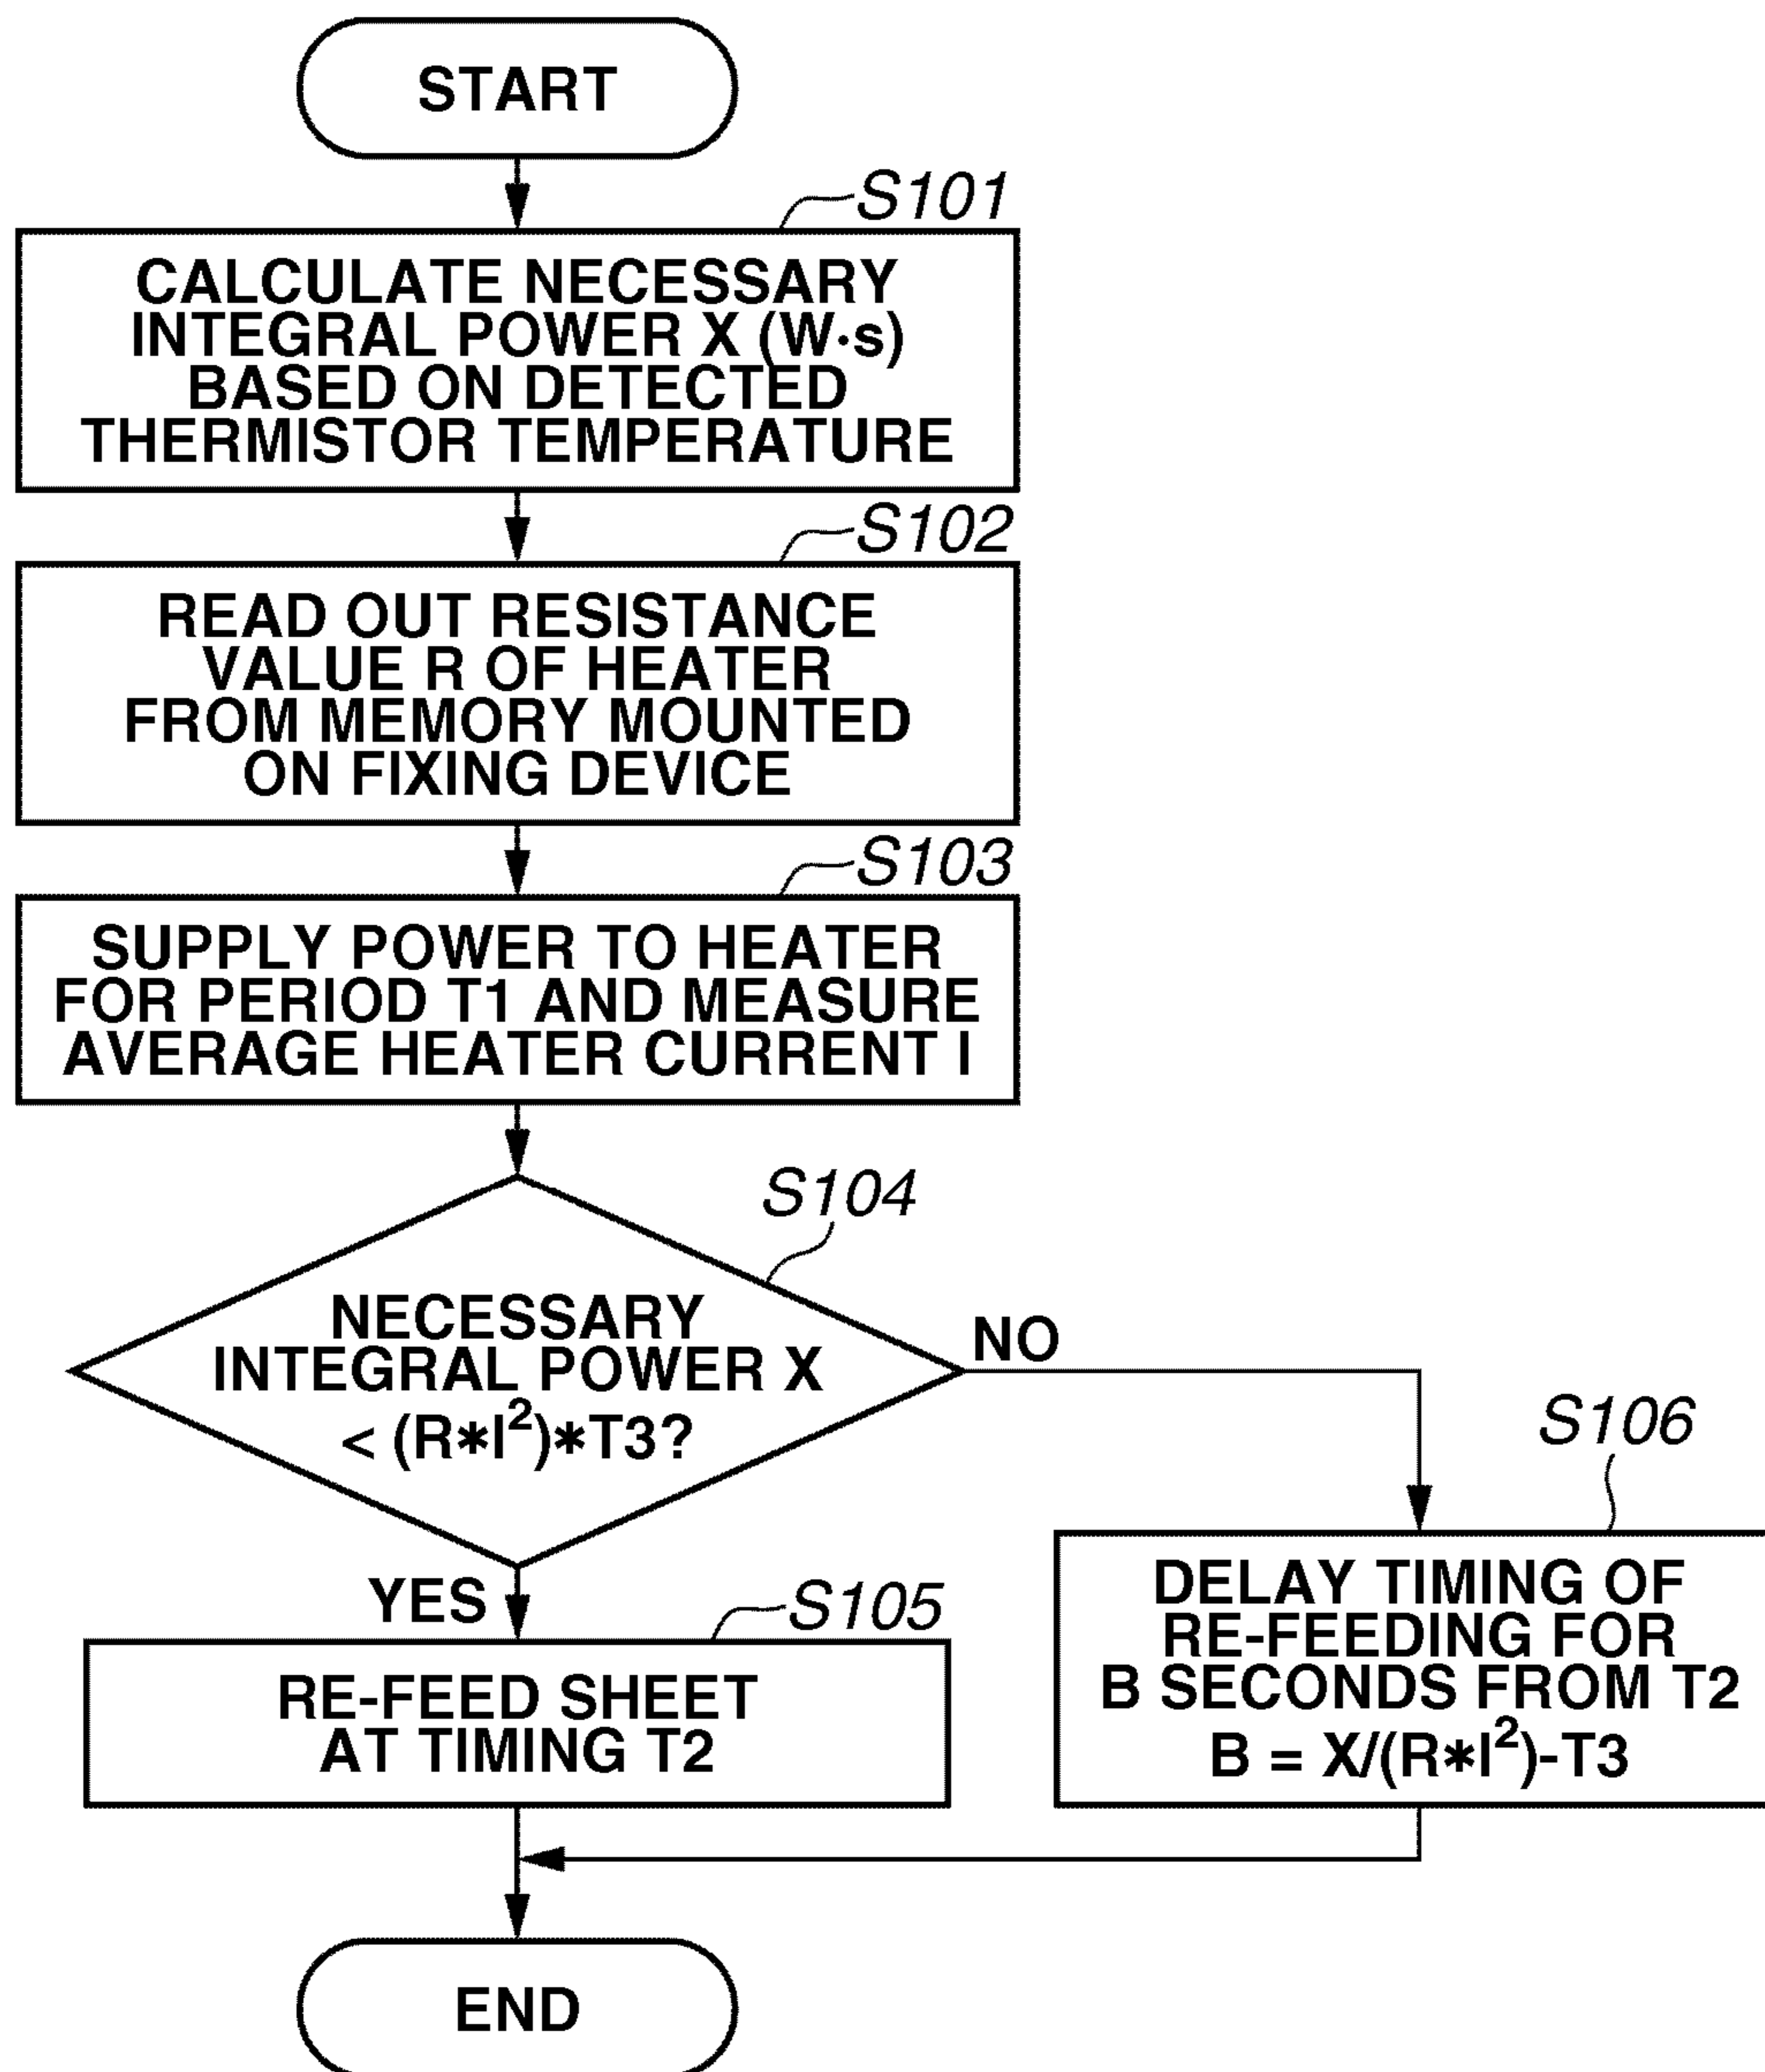 START
S101
CALCULATE NECESSARY
INTEGRAL POWER X (W·s)
BASED ON DETECTED
THERMISTOR TEMPERATURE
S102
READ OUT RESISTANCE
VALUE R OF HEATER
FROM MEMORY MOUNTED
ON FIXING DEVICE
S103
SUPPLY POWER TO HEATER
FOR PERIOD T1 AND MEASURE
AVERAGE HEATER CURRENT I
S104
NECESSARY
INTEGRAL POWER X
< (R*I²)*T3?
NO
YES
S105
RE-FEED SHEET
AT TIMING T2
S106
DELAY TIMING OF
RE-FEEDING FOR
B SECONDS FROM T2
B = X/(R*I²)-T3
END